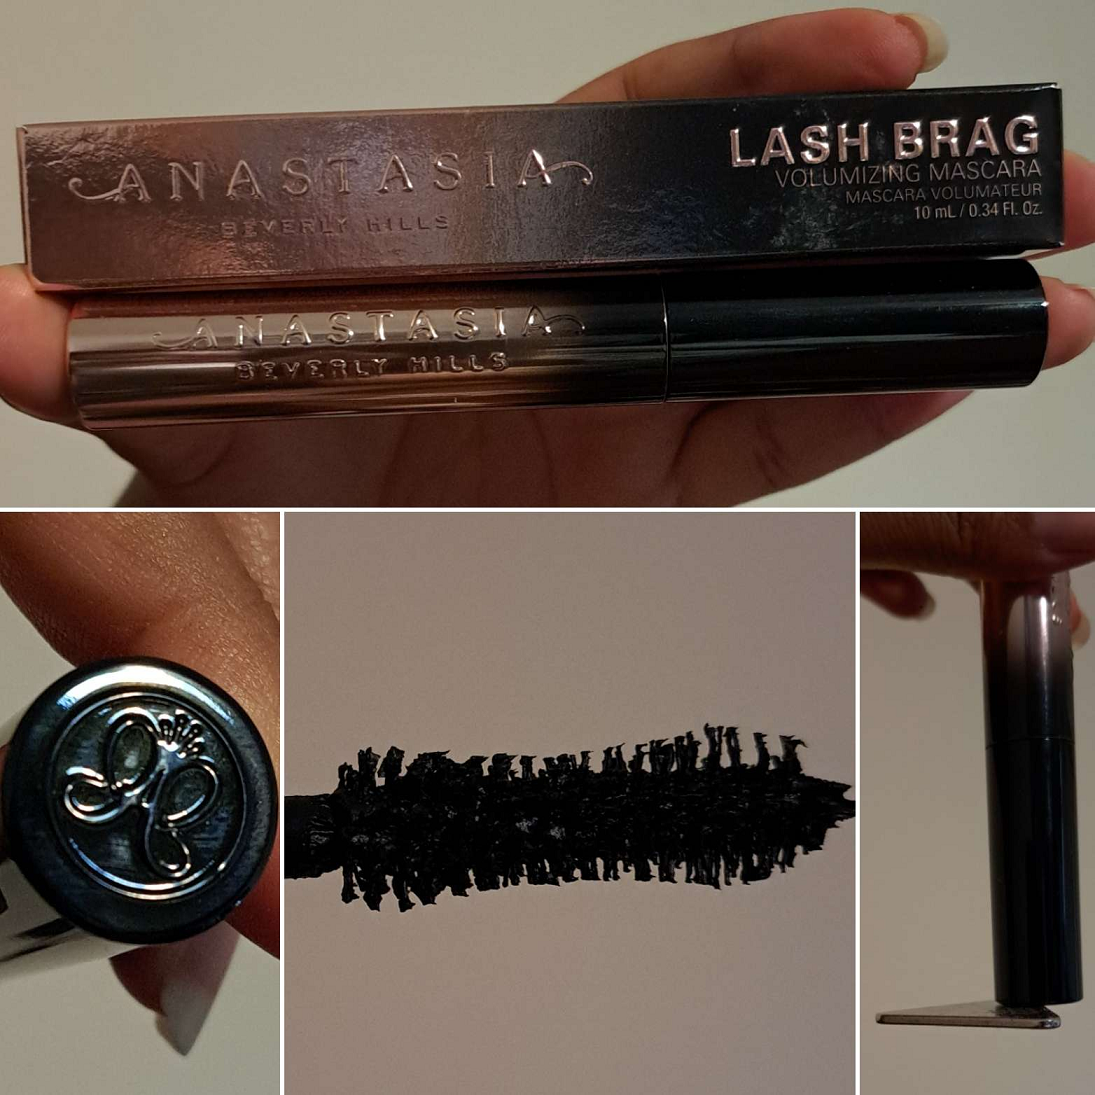 ANASTASIA
BEVERLY HILLS
LASH BRAG
VOLUMIZING MASCARA
MASCARA VOLUMATEUR
10 mL / 0.34 Fl. Oz.
ANASTASIA
BEVERLY HILLS